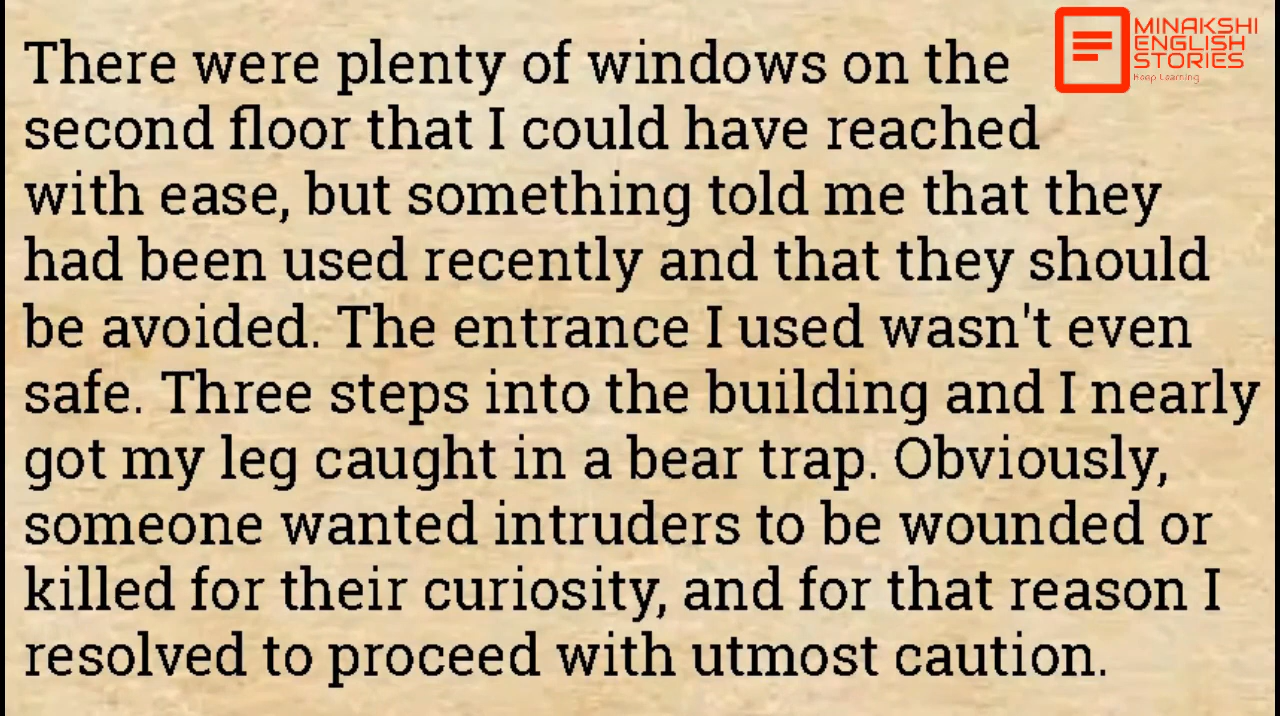 MINAKSHI
ENGLISH
STORIES
Keep Learning
There were plenty of windows on the
second floor that I could have reached
with ease, but something told me that they
had been used recently and that they should
be avoided. The entrance I used wasn't even
safe. Three steps into the building and I nearly
got my leg caught in a bear trap. Obviously,
someone wanted intruders to be wounded or
killed for their curiosity, and for that reason I
resolved to proceed with utmost caution.